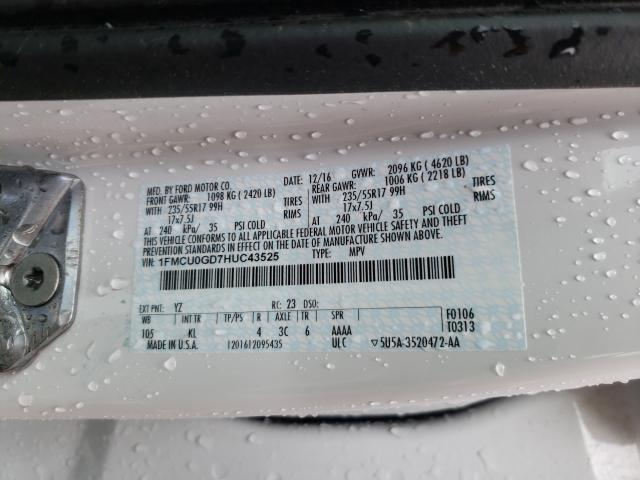 MFD. BY FORD MOTOR CO.
DATE: 12/16 GVWR: 2096 KG ( 4620 LB)
FRONT GAWR: 1098 KG ( 2420 LB) REAR GAWR: 1006 KG ( 2218 LB)
WITH 235/55R17 99H TIRES WITH 235/55R17 99H TIRES
17x7.5J RIMS 17x7.5J RIMS
AT 240 kPa/ 35 PSI COLD AT 240 kPa/ 35 PSI COLD
THIS VEHICLE CONFORMS TO ALL APPLICABLE FEDERAL MOTOR VEHICLE SAFETY AND THEFT
PREVENTION STANDARDS IN EFFECT ON THE DATE OF MANUFACTURE SHOWN ABOVE.
VIN: 1FMCU0GD7HUC43525 TYPE: MPV
EXT PNT: YZ RC: 23 DSO:
WB INT TR TP/PS R AXLE TR SPR F0106
105 KL 4 3C 6 AAAA T0313
MADE IN U.S.A. 1201612095435 ULC ▽5U5A-3520472-AA